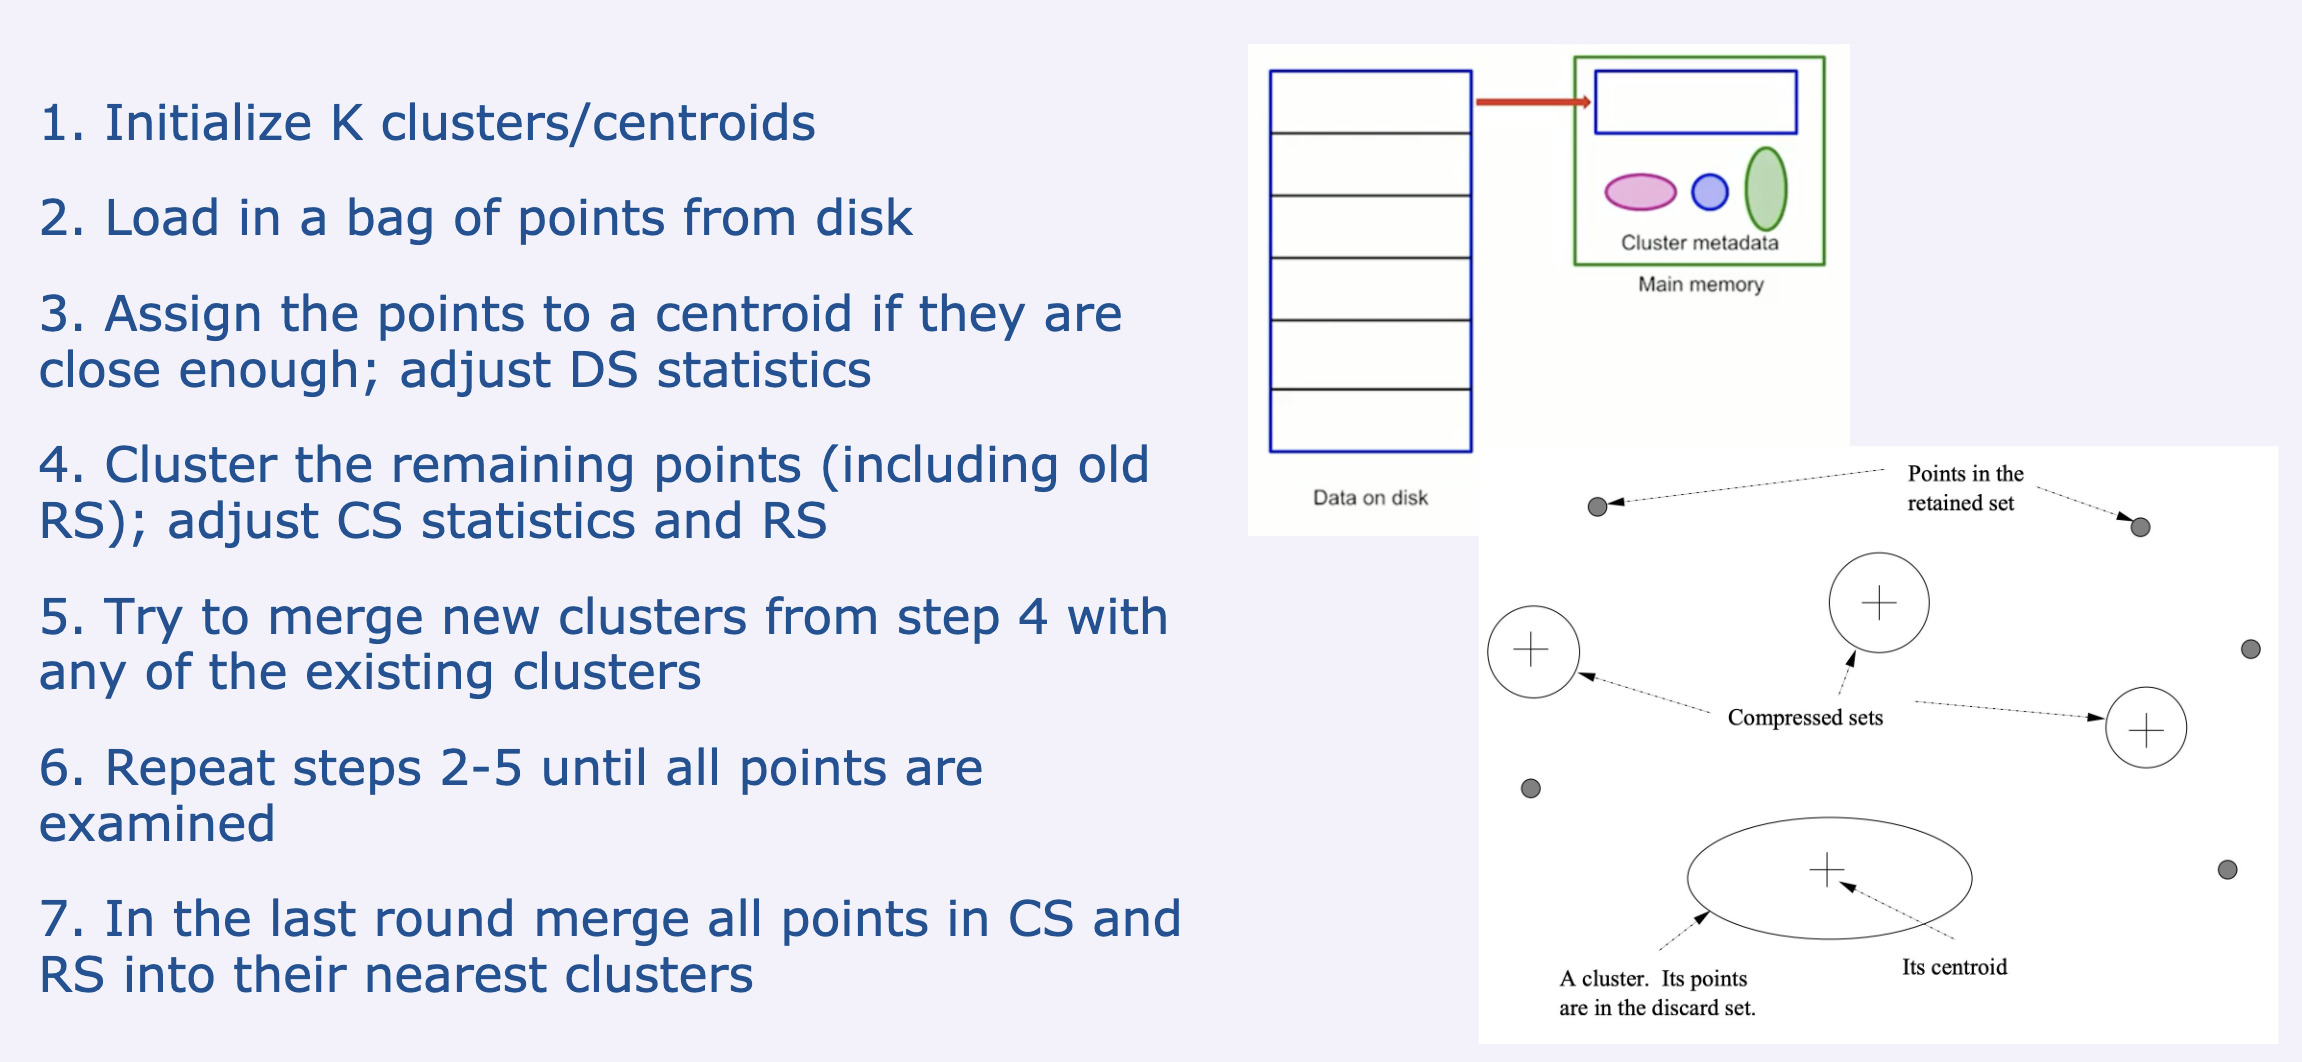 1. Initialize K clusters/centroids
2. Load in a bag of points from disk
3. Assign the points to a centroid if they are
close enough; adjust DS statistics
4. Cluster the remaining points (including old
RS); adjust CS statistics and RS
5. Try to merge new clusters from step 4 with
any of the existing clusters
6. Repeat steps 2-5 until all points are
examined
7. In the last round merge all points in CS and
RS into their nearest clusters
Cluster metadata
Main memory
Data on disk
Points in the
retained set
Compressed sets
Its centroid
A cluster. Its points
are in the discard set.